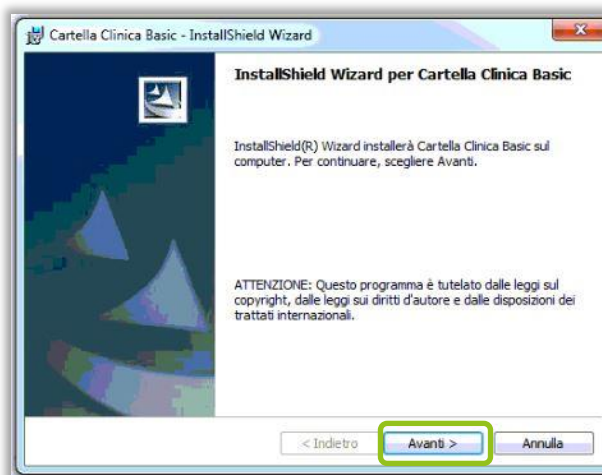 Cartella Clinica Basic - InstallShield Wizard
InstallShield Wizard per Cartella Clinica Basic
InstallShield(R) Wizard installerà Cartella Clinica Basic sul
computer. Per continuare, scegliere Avanti.
ATTENZIONE: Questo programma è tutelato dalle leggi sul
copyright, dalle leggi sui diritti d'autore e dalle disposizioni dei
trattati internazionali.
< Indietro
Avanti >
Annulla